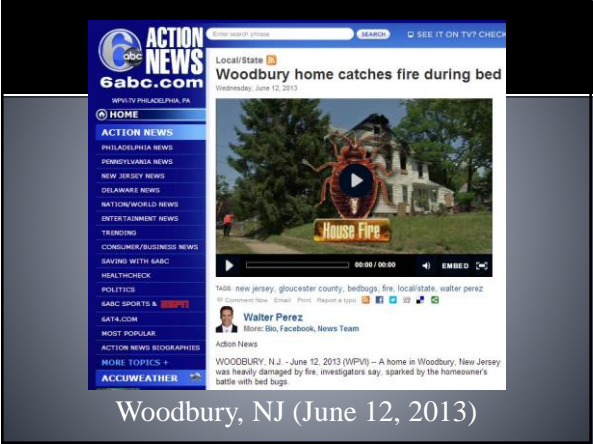 ACTION
NEWS
6abc
6abc.com
WPVI-TV PHILADELPHIA, PA
HOME
ACTION NEWS
PHILADELPHIA NEWS
PENNSYLVANIA NEWS
NEW JERSEY NEWS
DELAWARE NEWS
NATION/WORLD NEWS
ENTERTAINMENT NEWS
TRENDING
CONSUMER/BUSINESS NEWS
SAVING WITH 6ABC
HEALTHCHECK
POLITICS
6ABC SPORTS & ESPN
6AT4.COM
MOST POPULAR
ACTION NEWS BIOGRAPHIES
MORE TOPICS +
ACCUWEATHER
Enter search phrase
SEARCH
SEE IT ON TV? CHECK
Local/State
Woodbury home catches fire during bed
Wednesday, June 12, 2013
House Fire
00:00 / 00:00
EMBED
TAGS: new jersey, gloucester county, bedbugs, fire, local/state, walter perez
Comment Now Email Print Report a typo
Walter Perez
More: Bio, Facebook, News Team
Action News
WOODBURY, N.J. - June 12, 2013 (WPVI) -- A home in Woodbury, New Jersey
was heavily damaged by fire, investigators say, sparked by the homeowner's
battle with bed bugs.
Woodbury, NJ (June 12, 2013)